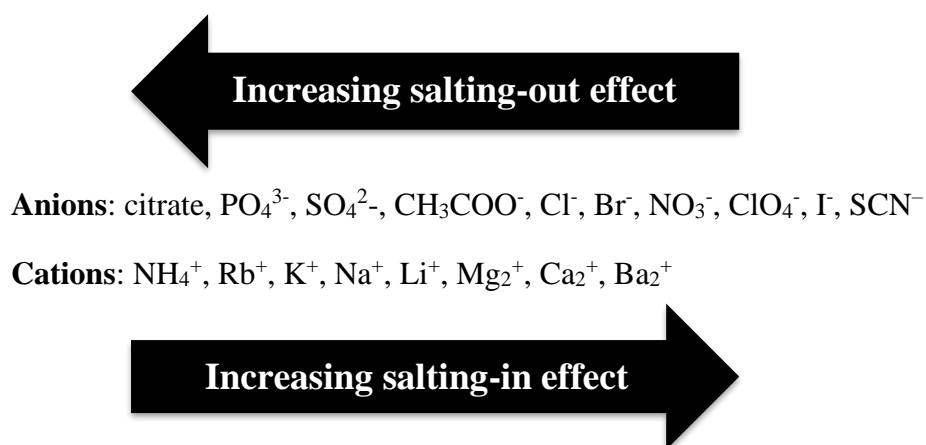 Increasing salting-out effect
Anions: citrate, PO₄³⁻, SO₄²-, CH₃COO⁻, Cl⁻, Br⁻, NO₃⁻, ClO₄⁻, I⁻, SCN⁻
Cations: NH₄⁺, Rb⁺, K⁺, Na⁺, Li⁺, Mg₂⁺, Ca₂⁺, Ba₂⁺
Increasing salting-in effect